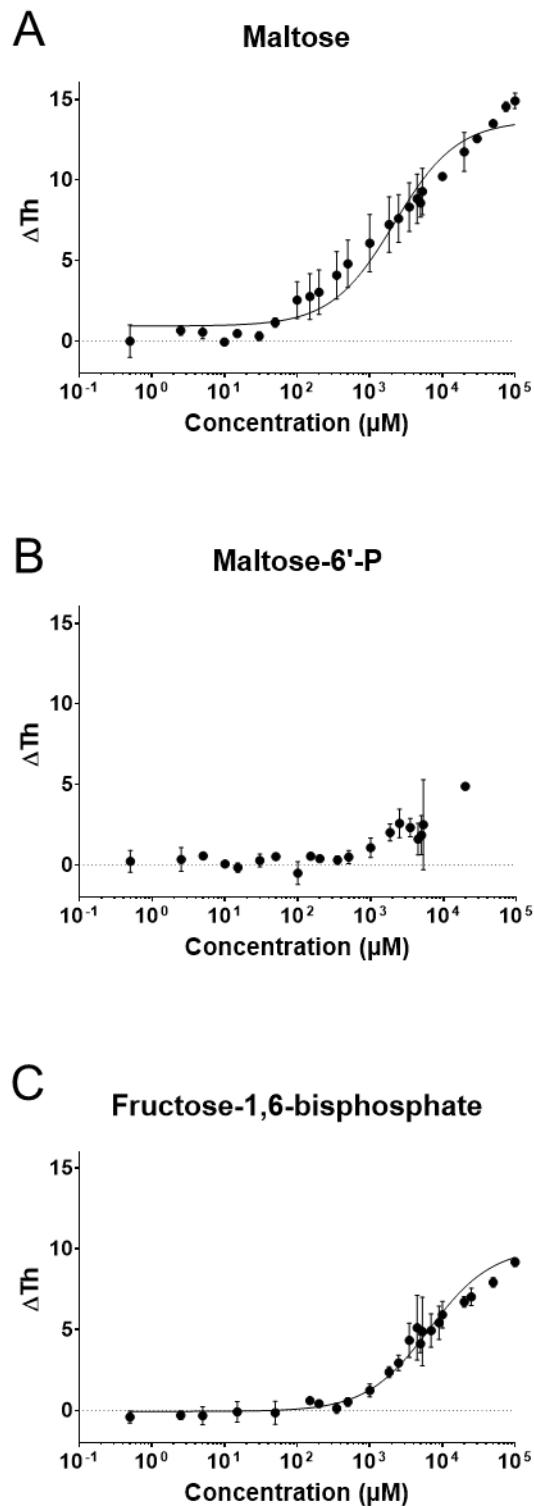 A
Maltose
15
10
5
0
ΔTh
10⁻¹ 10⁰ 10¹ 10² 10³ 10⁴ 10⁵
Concentration (µM)
B
Maltose-6'-P
15
10
5
0
ΔTh
10⁻¹ 10⁰ 10¹ 10² 10³ 10⁴ 10⁵
Concentration (µM)
C
Fructose-1,6-bisphosphate
15
10
5
0
ΔTh
10⁻¹ 10⁰ 10¹ 10² 10³ 10⁴ 10⁵
Concentration (µM)